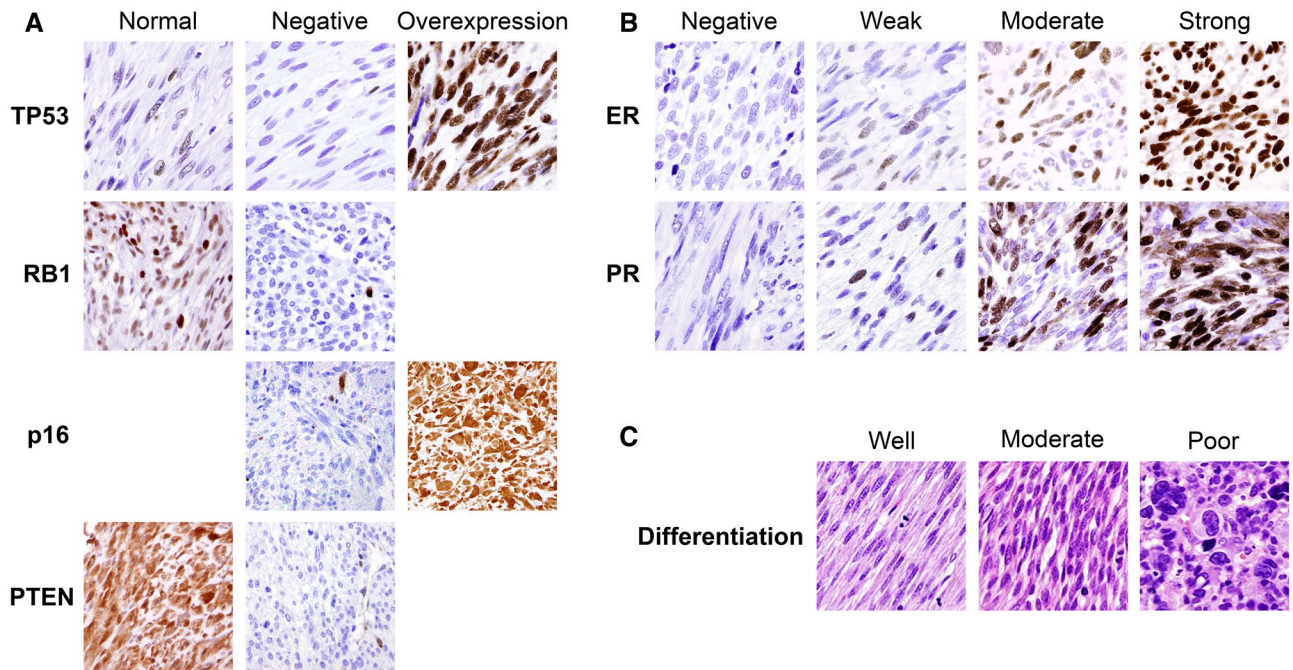 A
Normal Negative Overexpression
TP53
RB1
p16
PTEN
B
Negative Weak Moderate Strong
ER
PR
C
Well Moderate Poor
Differentiation